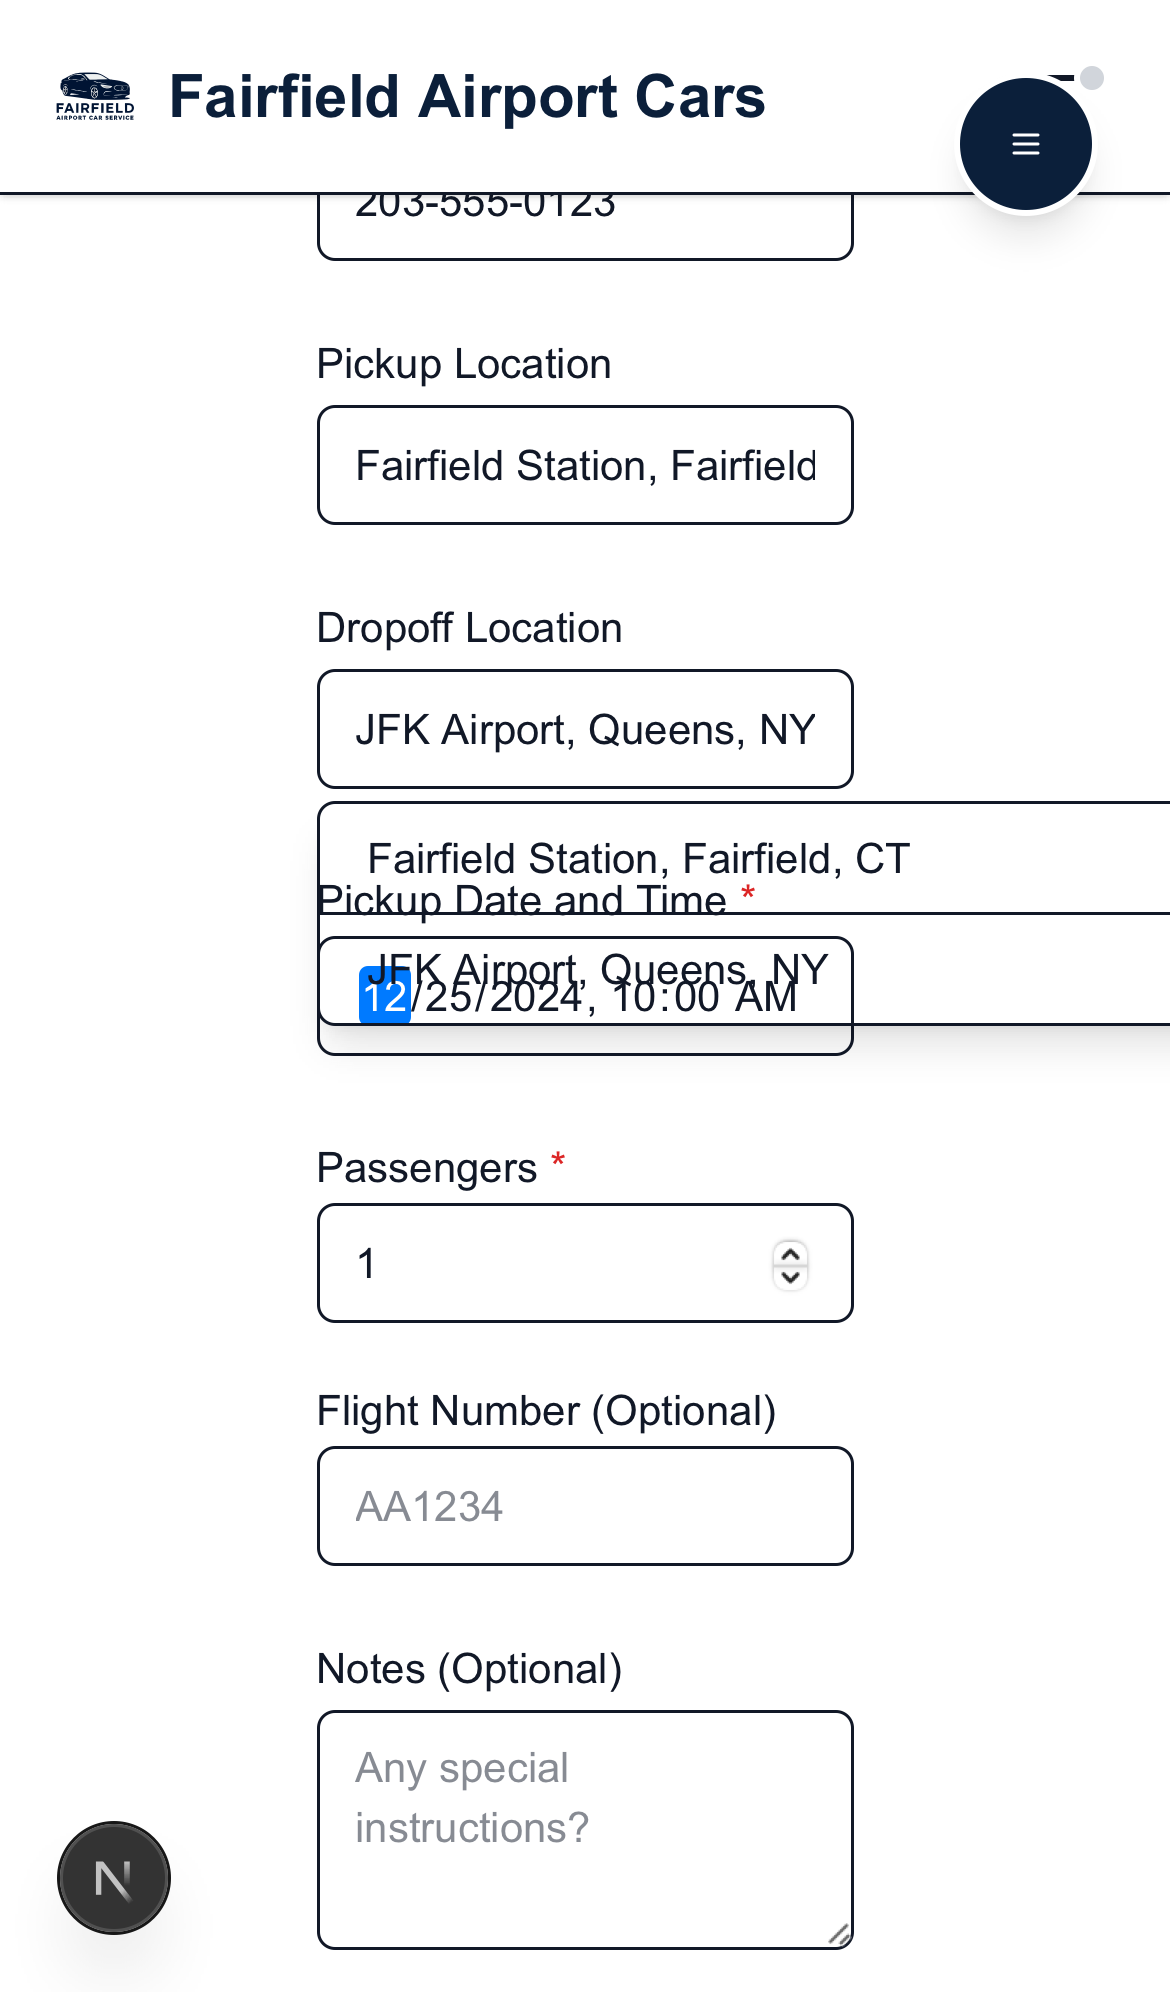 FAIRFIELD
AIRPORT CAR SERVICE
Fairfield Airport Cars
203-555-0123
Pickup Location
Fairfield Station, Fairfield
Dropoff Location
JFK Airport, Queens, NY
Fairfield Station, Fairfield, CT
Pickup Date and Time *
JFK Airport, Queens, NY
12/25/2024, 10:00 AM
Passengers *
1
Flight Number (Optional)
AA1234
Notes (Optional)
Any special
instructions?
N